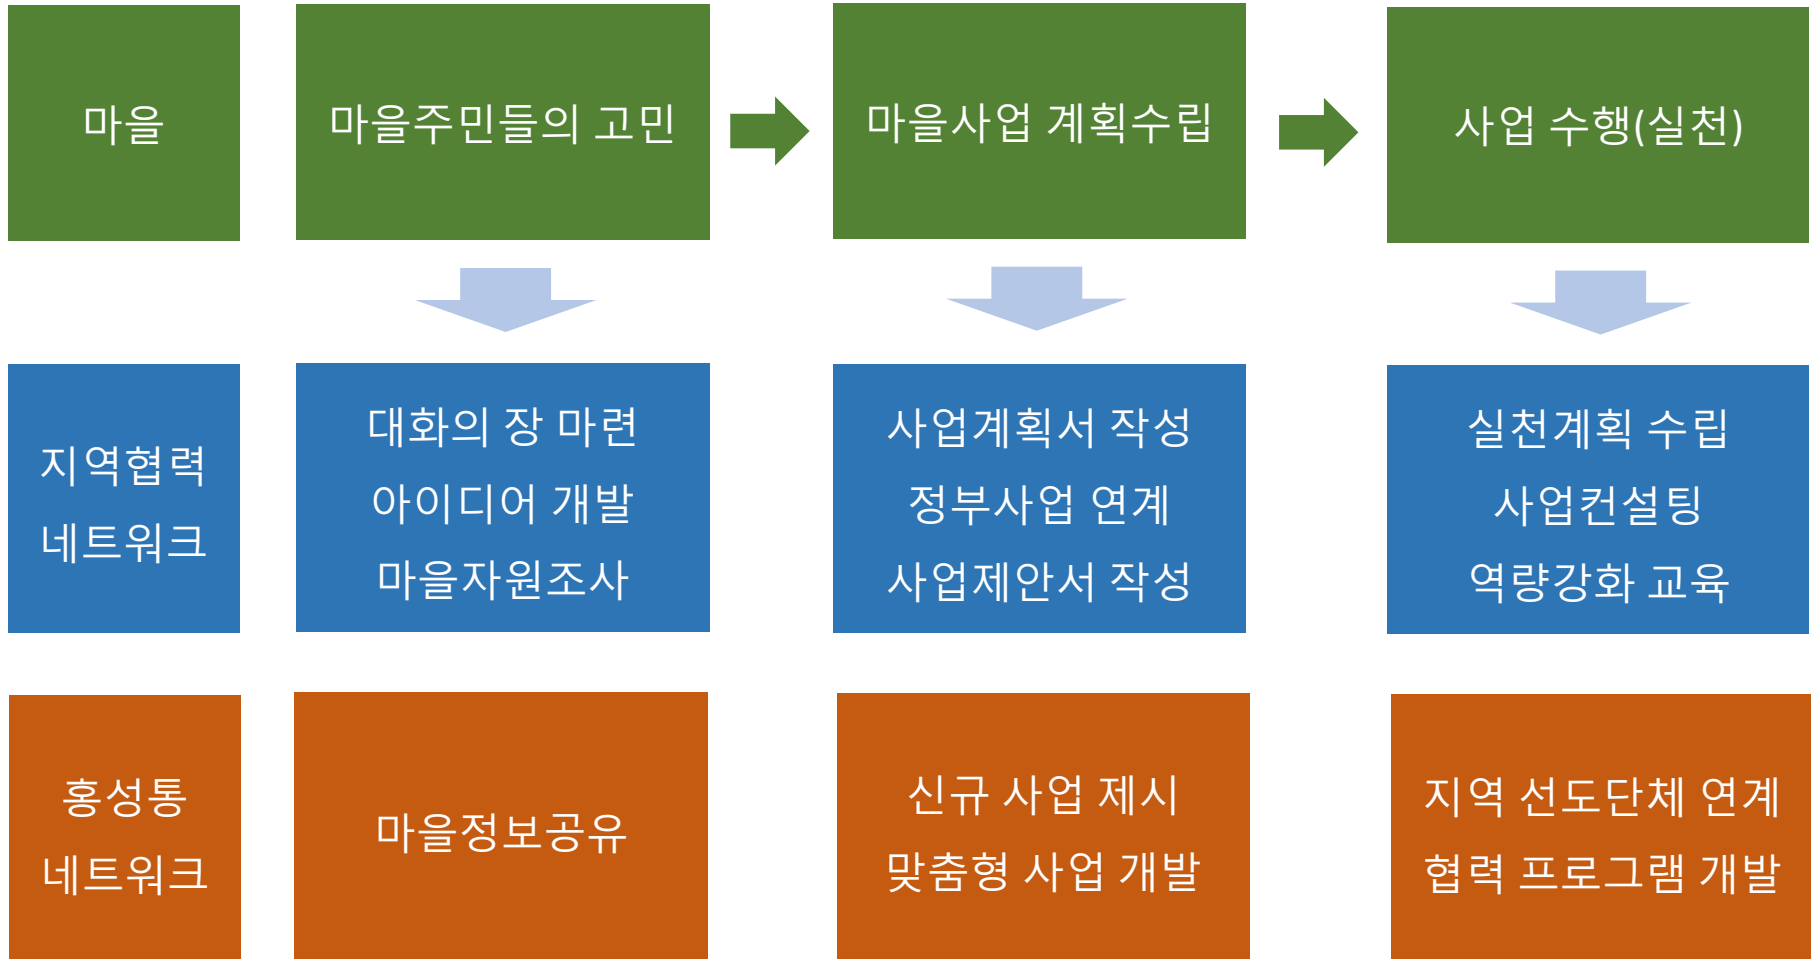 마을
마을주민들의 고민
마을사업 계획수립
사업 수행(실천)
지역협력
네트워크
대화의 장 마련
아이디어 개발
마을자원조사
사업계획서 작성
정부사업 연계
사업제안서 작성
실천계획 수립
사업컨설팅
역량강화 교육
홍성통
네트워크
마을정보공유
신규 사업 제시
맞춤형 사업 개발
지역 선도단체 연계
협력 프로그램 개발